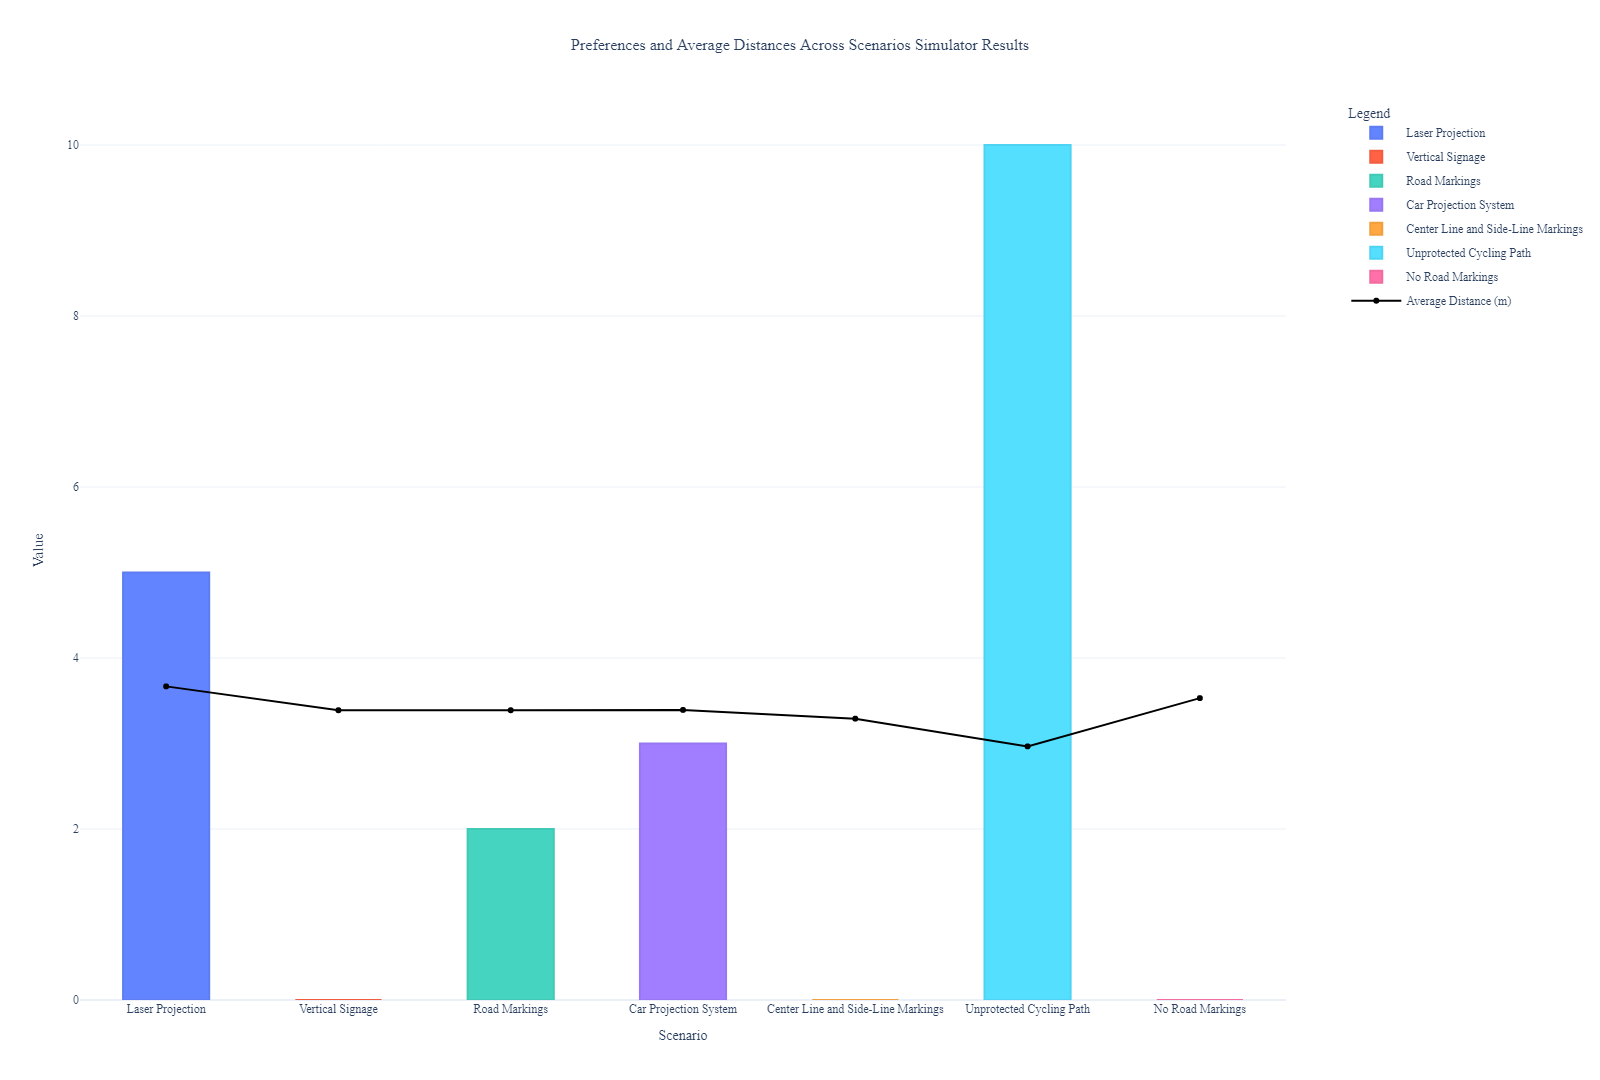 Preferences and Average Distances Across Scenarios Simulator Results
Legend
Laser Projection
Vertical Signage
Road Markings
Car Projection System
Center Line and Side-Line Markings
Unprotected Cycling Path
No Road Markings
Average Distance (m)
10
8
6
4
2
0
Value
Laser Projection
Vertical Signage
Road Markings
Car Projection System
Center Line and Side-Line Markings
Unprotected Cycling Path
No Road Markings
Scenario